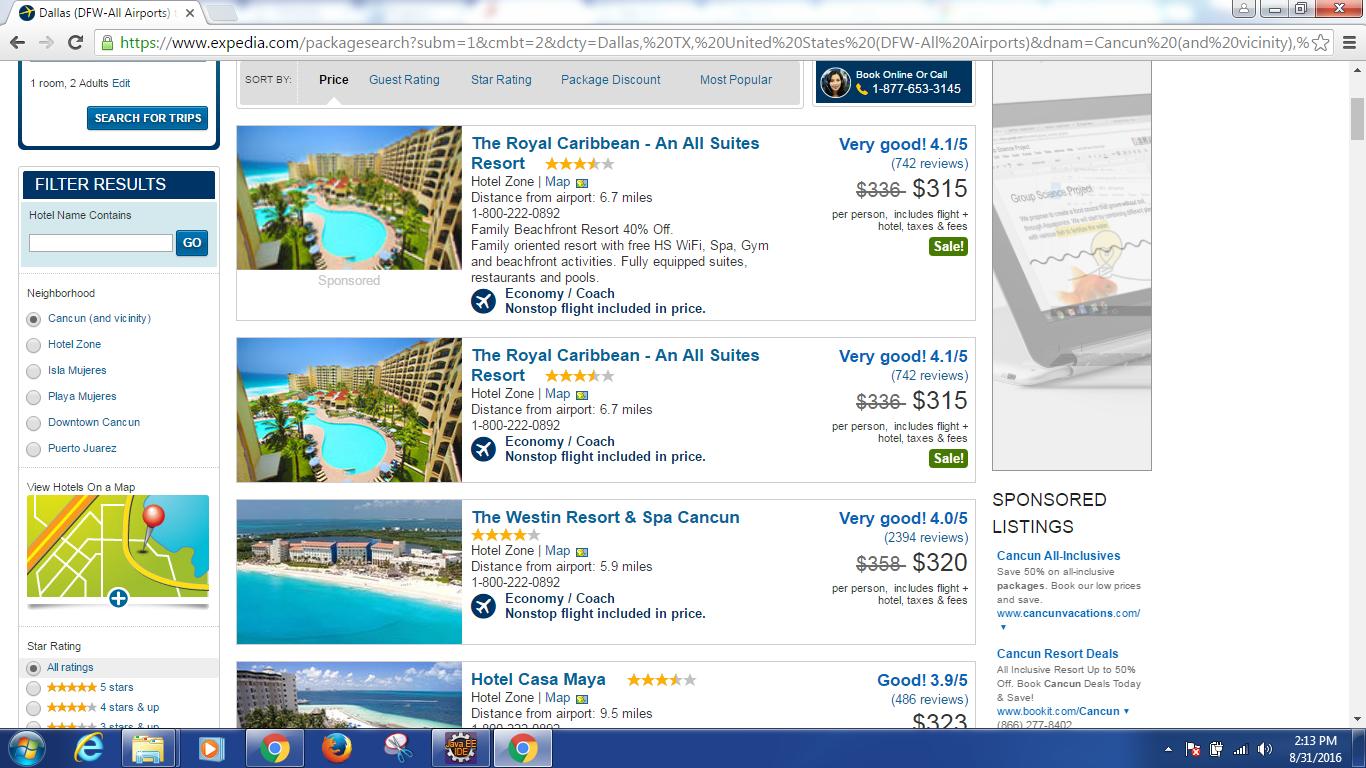 Dallas (DFW-All Airports) t
https://www.expedia.com/packagesearch?subm=1&cmbt=2&dcty=Dallas,%20TX,%20United%20States%20(DFW-All%20Airports)&dnam=Cancun%20(and%20vicinity),%
1 room, 2 Adults Edit
SEARCH FOR TRIPS
FILTER RESULTS
Hotel Name Contains
GO
Neighborhood
Cancun (and vicinity)
Hotel Zone
Isla Mujeres
Playa Mujeres
Downtown Cancun
Puerto Juarez
View Hotels On a Map
Star Rating
All ratings
5 stars
4 stars & up
3 stars & up
SORT BY: Price Guest Rating Star Rating Package Discount Most Popular
Book Online Or Call
1-877-653-3145
The Royal Caribbean - An All Suites
Resort
Hotel Zone | Map
Distance from airport: 6.7 miles
1-800-222-0892
Family Beachfront Resort 40% Off.
Family oriented resort with free HS WiFi, Spa, Gym
and beachfront activities. Fully equipped suites,
restaurants and pools.
Economy / Coach
Nonstop flight included in price.
Sponsored
Very good! 4.1/5
(742 reviews)
$336 $315
per person, includes flight +
hotel, taxes & fees
Sale!
The Royal Caribbean - An All Suites
Resort
Hotel Zone | Map
Distance from airport: 6.7 miles
1-800-222-0892
Economy / Coach
Nonstop flight included in price.
Very good! 4.1/5
(742 reviews)
$336 $315
per person, includes flight +
hotel, taxes & fees
Sale!
The Westin Resort & Spa Cancun
Hotel Zone | Map
Distance from airport: 5.9 miles
1-800-222-0892
Economy / Coach
Nonstop flight included in price.
Very good! 4.0/5
(2394 reviews)
$358 $320
per person, includes flight +
hotel, taxes & fees
Hotel Casa Maya
Hotel Zone | Map
Distance from airport: 9.5 miles
1-800-222-0892
Good! 3.9/5
(486 reviews)
$323
Group Science Project
SPONSORED
LISTINGS
Cancun All-Inclusives
Save 50% on all-inclusive
packages. Book our low prices
and save.
www.cancunvacations.com/
Cancun Resort Deals
All Inclusive Resort Up to 50%
Off. Book Cancun Deals Today
& Save!
www.bookit.com/Cancun
(866) 277-8402
Java EE
IDE
2:13 PM
8/31/2016